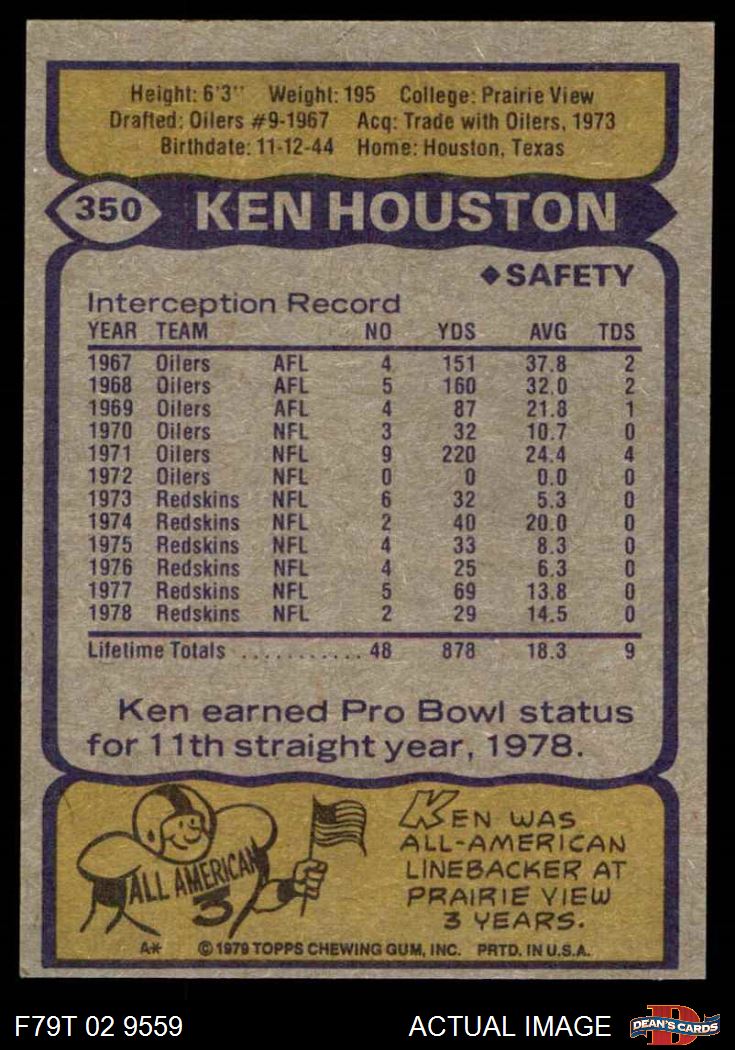 Height: 6'3" Weight: 195 College: Prairie View
Drafted: Oilers #9-1967 Acq: Trade with Oilers, 1973
Birthdate: 11-12-44 Home: Houston, Texas
350 KEN HOUSTON
◆SAFETY
Interception Record
YEAR TEAM NO YDS AVG TDS
1967 Oilers AFL 4 151 37.8 2
1968 Oilers AFL 5 160 32.0 2
1969 Oilers AFL 4 87 21.8 1
1970 Oilers NFL 3 32 10.7 0
1971 Oilers NFL 9 220 24.4 4
1972 Oilers NFL 0 0 0.0 0
1973 Redskins NFL 6 32 5.3 0
1974 Redskins NFL 2 40 20.0 0
1975 Redskins NFL 4 33 8.3 0
1976 Redskins NFL 4 25 6.3 0
1977 Redskins NFL 5 69 13.8 0
1978 Redskins NFL 2 29 14.5 0
Lifetime Totals ........... 48 878 18.3 9
Ken earned Pro Bowl status
for 11th straight year, 1978.
ALL AMERICAN
3
KEN WAS
ALL-AMERICAN
LINEBACKER AT
PRAIRIE VIEW
3 YEARS.
A* © 1979 TOPPS CHEWING GUM, INC. PRTD. IN U.S.A.
F79T 02 9559 ACTUAL IMAGE D DEAN'S CARDS